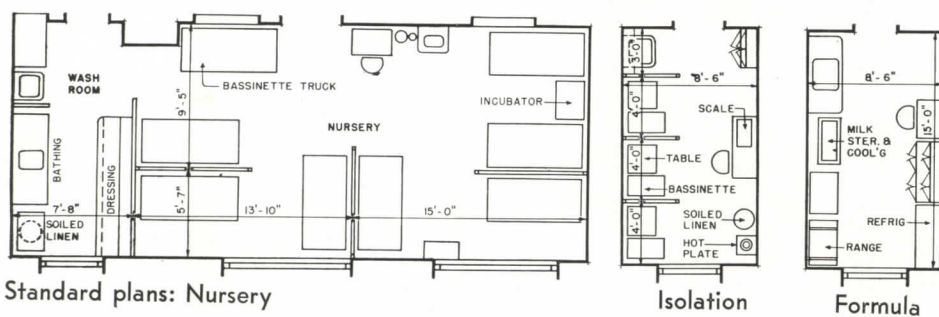 WASH
ROOM
BASSINETTE TRUCK
9'-5"
NURSERY
INCUBATOR
BATHING
DRESSING
5'-7"
7'-8"
13'-10"
15'-0"
SOILED
LINEN
Standard plans: Nursery
3'-0"
8'-6"
SCALE
4'-0"
4'-0"
TABLE
BASSINETTE
4'-0"
SOILED
LINEN
HOT
PLATE
Isolation
8'-6"
15'-0"
MILK
STER. &
COOL'G
REFRIG
RANGE
Formula